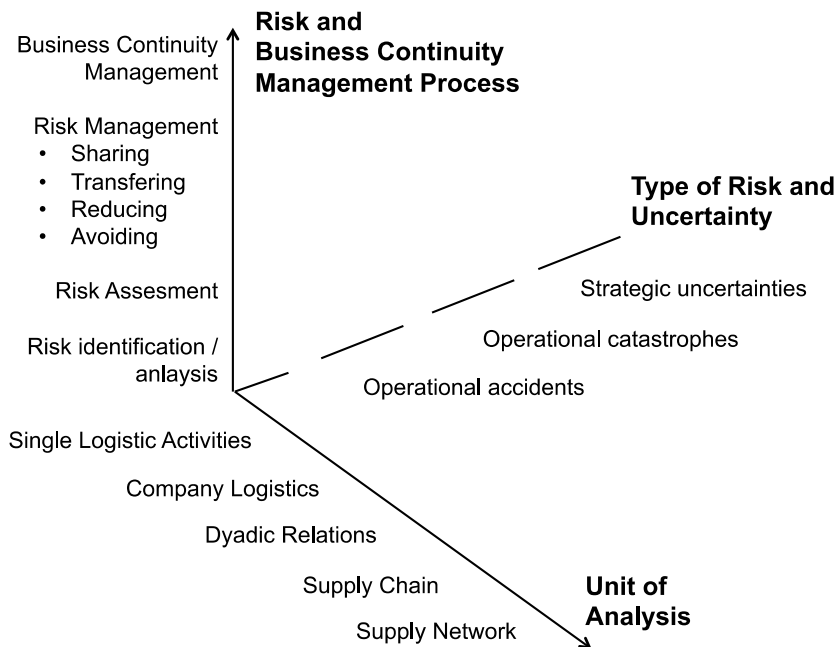 Risk and
Business Continuity
Management Process
Business Continuity
Management
Risk Management
• Sharing
• Transfering
• Reducing
• Avoiding
Risk Assesment
Risk identification /
anlaysis
Type of Risk and
Uncertainty
Strategic uncertainties
Operational catastrophes
Operational accidents
Single Logistic Activities
Company Logistics
Dyadic Relations
Supply Chain
Supply Network
Unit of
Analysis